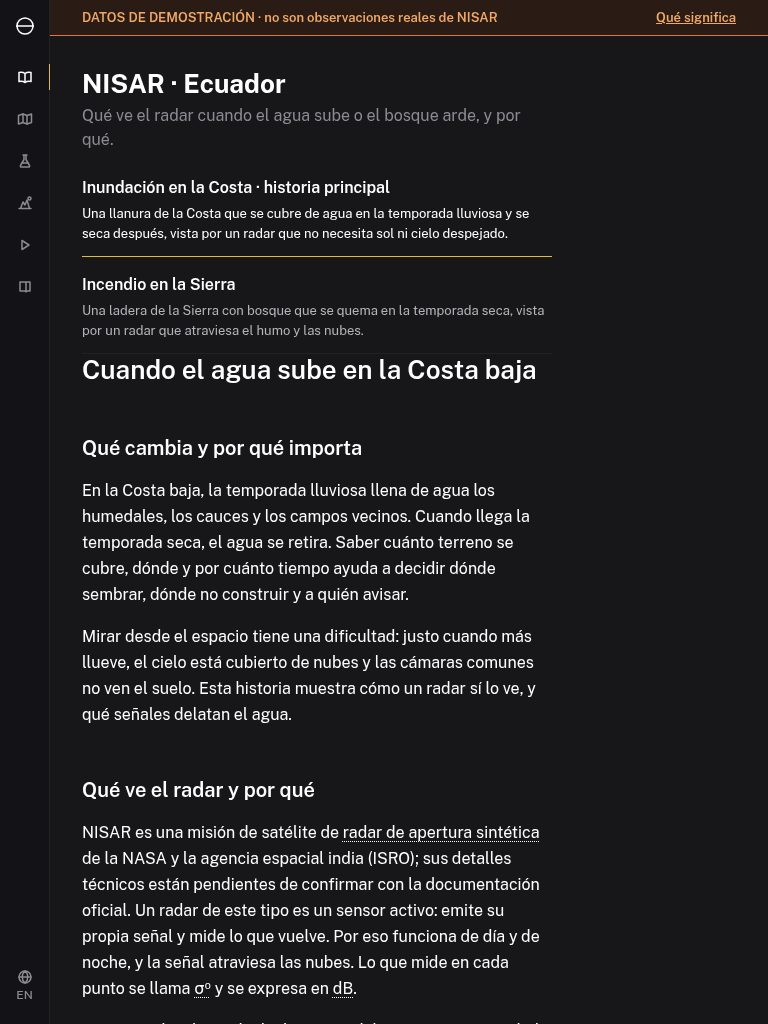 DATOS DE DEMOSTRACIÓN · no son observaciones reales de NISAR
Qué significa
NISAR · Ecuador
Qué ve el radar cuando el agua sube o el bosque arde, y por
qué.
Inundación en la Costa · historia principal
Una llanura de la Costa que se cubre de agua en la temporada lluviosa y se
seca después, vista por un radar que no necesita sol ni cielo despejado.
Incendio en la Sierra
Una ladera de la Sierra con bosque que se quema en la temporada seca, vista
por un radar que atraviesa el humo y las nubes.
Cuando el agua sube en la Costa baja
Qué cambia y por qué importa
En la Costa baja, la temporada lluviosa llena de agua los
humedales, los cauces y los campos vecinos. Cuando llega la
temporada seca, el agua se retira. Saber cuánto terreno se
cubre, dónde y por cuánto tiempo ayuda a decidir dónde
sembrar, dónde no construir y a quién avisar.
Mirar desde el espacio tiene una dificultad: justo cuando más
llueve, el cielo está cubierto de nubes y las cámaras comunes
no ven el suelo. Esta historia muestra cómo un radar sí lo ve, y
qué señales delatan el agua.
Qué ve el radar y por qué
NISAR es una misión de satélite de radar de apertura sintética
de la NASA y la agencia espacial india (ISRO); sus detalles
técnicos están pendientes de confirmar con la documentación
oficial. Un radar de este tipo es un sensor activo: emite su
propia señal y mide lo que vuelve. Por eso funciona de día y de
noche, y la señal atraviesa las nubes. Lo que mide en cada
punto se llama σº y se expresa en dB.
EN